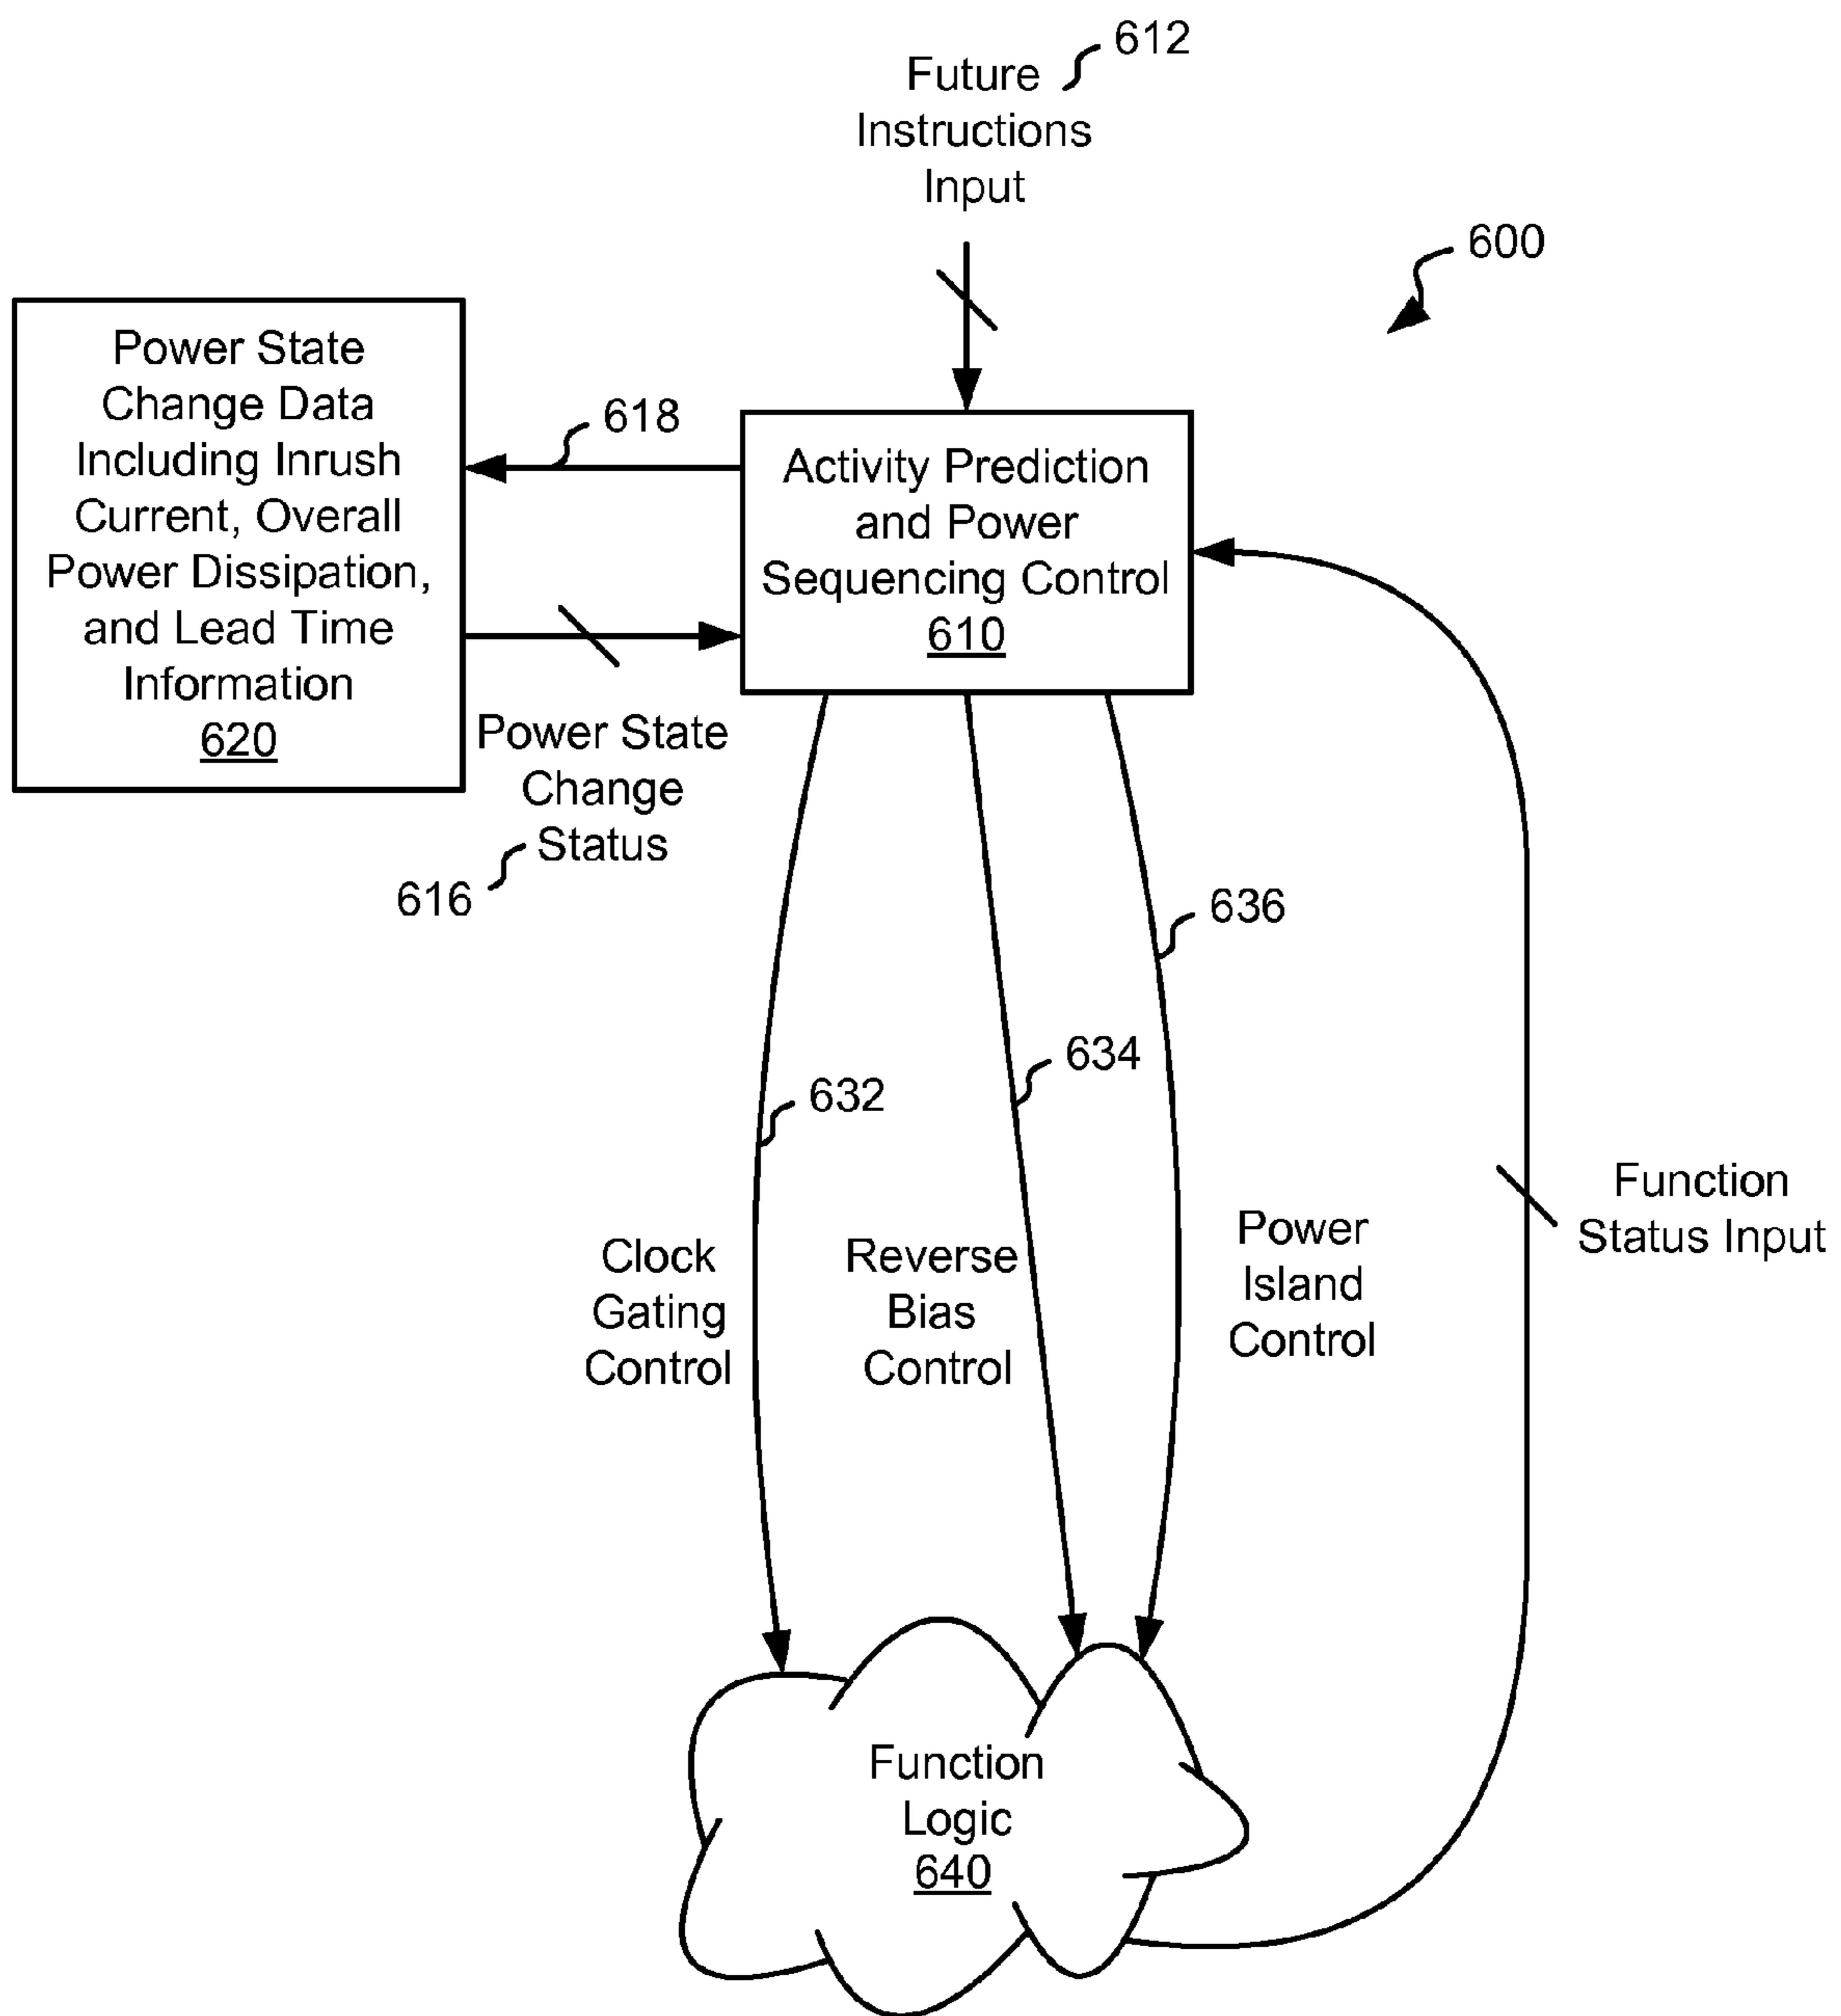 612
Future
Instructions
Input
600
Power State
Change Data
Including Inrush
Current, Overall
Power Dissipation,
and Lead Time
Information
620
618
Activity Prediction
and Power
Sequencing Control
610
Power State
Change
Status
616
636
634
632
Clock
Gating
Control
Reverse
Bias
Control
Power
Island
Control
Function
Status Input
Function
Logic
640